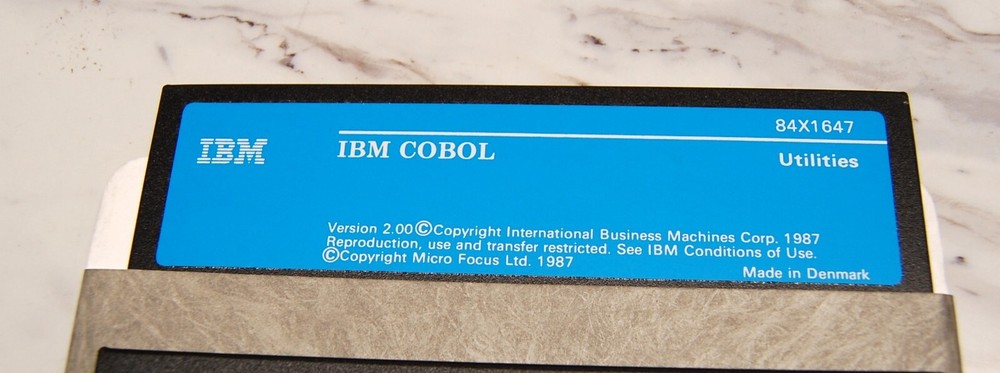 84X1647
IBM
IBM COBOL
Utilities
Version 2.00 ©Copyright International Business Machines Corp. 1987
Reproduction, use and transfer restricted. See IBM Conditions of Use.
©Copyright Micro Focus Ltd. 1987
Made in Denmark